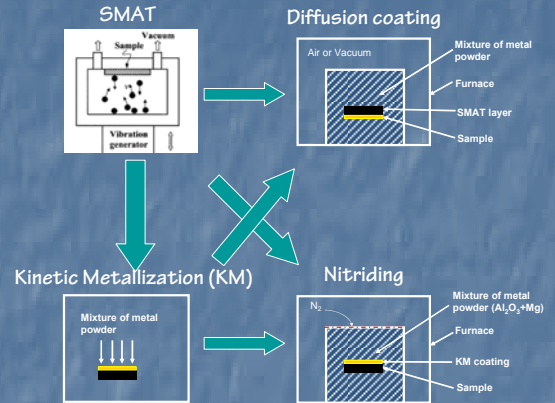 SMAT
Vacuum
Sample
Vibration
generator
Diffusion coating
Air or Vacuum
Mixture of metal
powder
Furnace
SMAT layer
Sample
Kinetic Metallization (KM)
Mixture of metal
powder
Nitriding
N₂
Mixture of metal
powder (Al₂O₃+Mg)
Furnace
KM coating
Sample